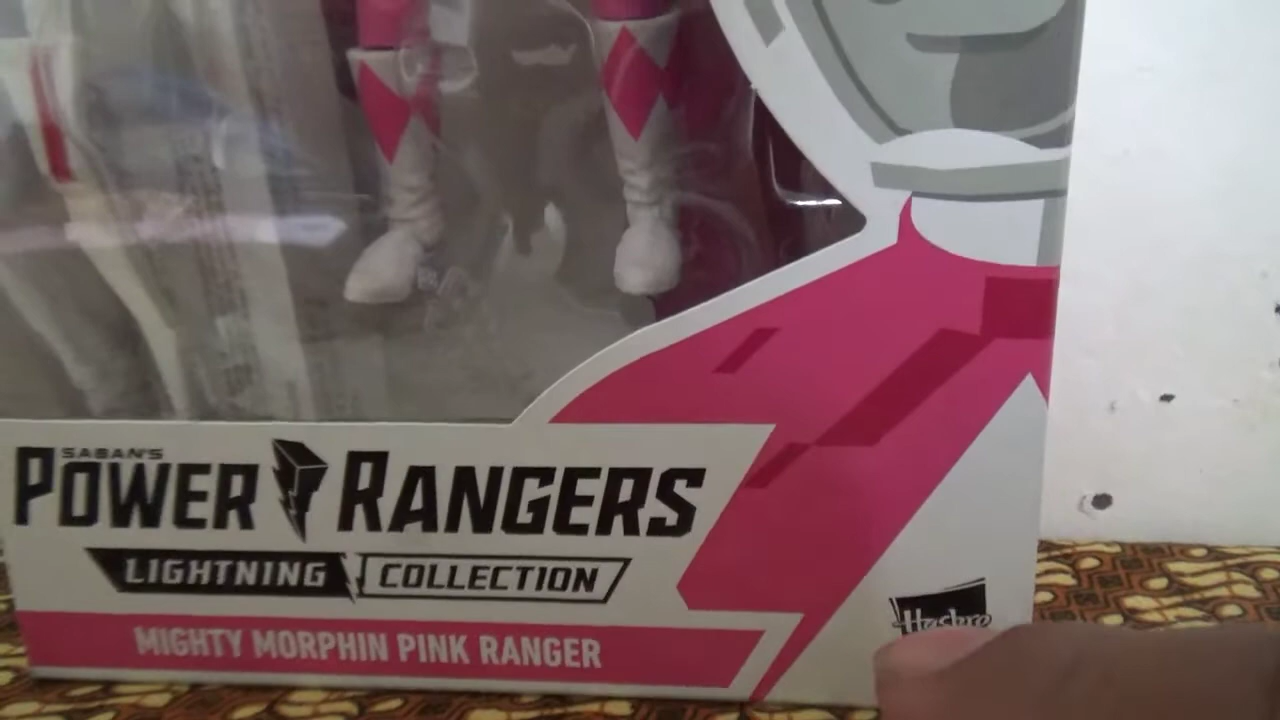 SABAN'S
POWER RANGERS
LIGHTNING COLLECTION
MIGHTY MORPHIN PINK RANGER
Hasbro